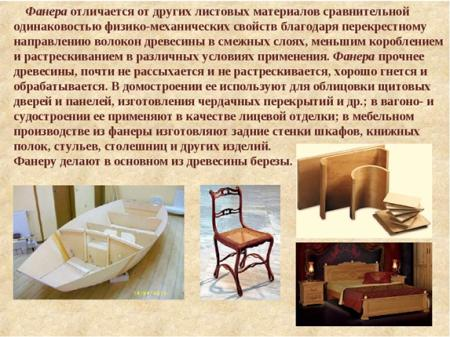 Фанера отличается от других листовых материалов сравнительной
одинаковостью физико-механических свойств благодаря перекрестному
направлению волокон древесины в смежных слоях, меньшим короблением
и растрескиванием в различных условиях применения. Фанера прочнее
древесины, почти не рассыхается и не растрескивается, хорошо гнется и
обрабатывается. В домостроении ее используют для облицовки щитовых
дверей и панелей, изготовления чердачных перекрытий и др.; в вагоно- и
судостроении ее применяют в качестве лицевой отделки; в мебельном
производстве из фанеры изготовляют задние стенки шкафов, книжных
полок, стульев, столешниц и других изделий.
Фанеру делают в основном из древесины березы.